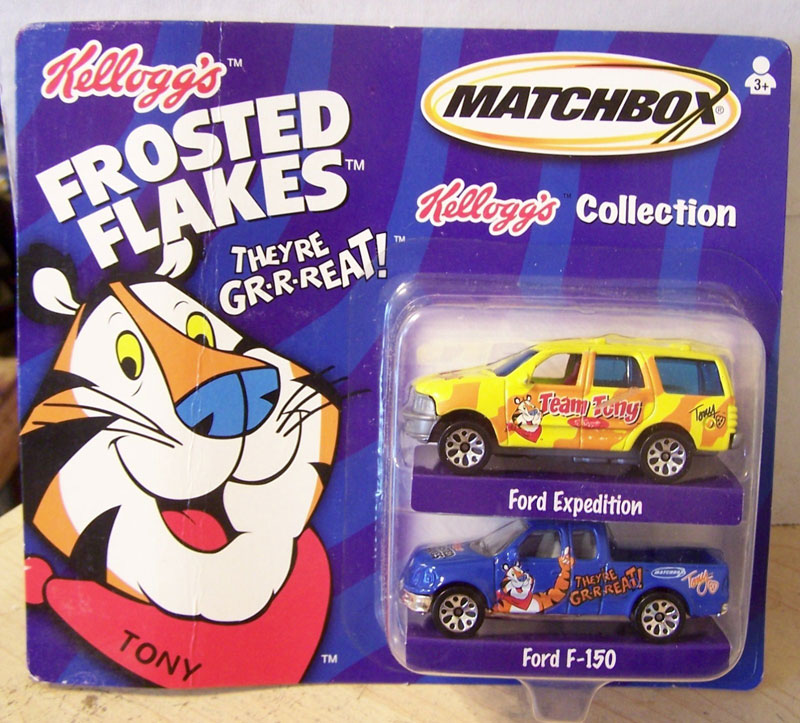 Kellogg's™
FROSTED
FLAKES™
THEY'RE
GR-R-REAT!™
TONY
™
MATCHBOX®
3+
Kellogg's™ Collection
Team Tony
Tony
Ford Expedition
THEY'RE
GR-R-REAT!
MATCHBOX
Tony
Ford F-150